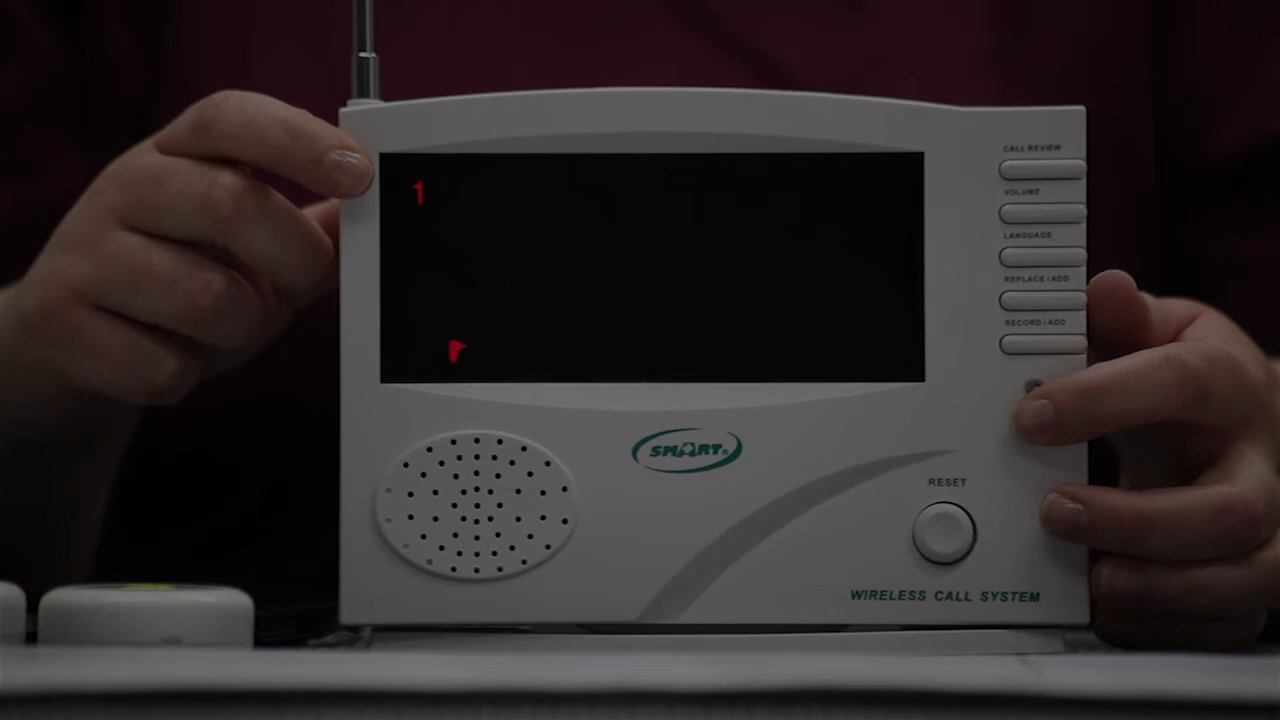 CALL REVIEW
VOLUME
LANGUAGE
REPLACE / ADD
RECORD / ADD
1
SMART®
RESET
WIRELESS CALL SYSTEM